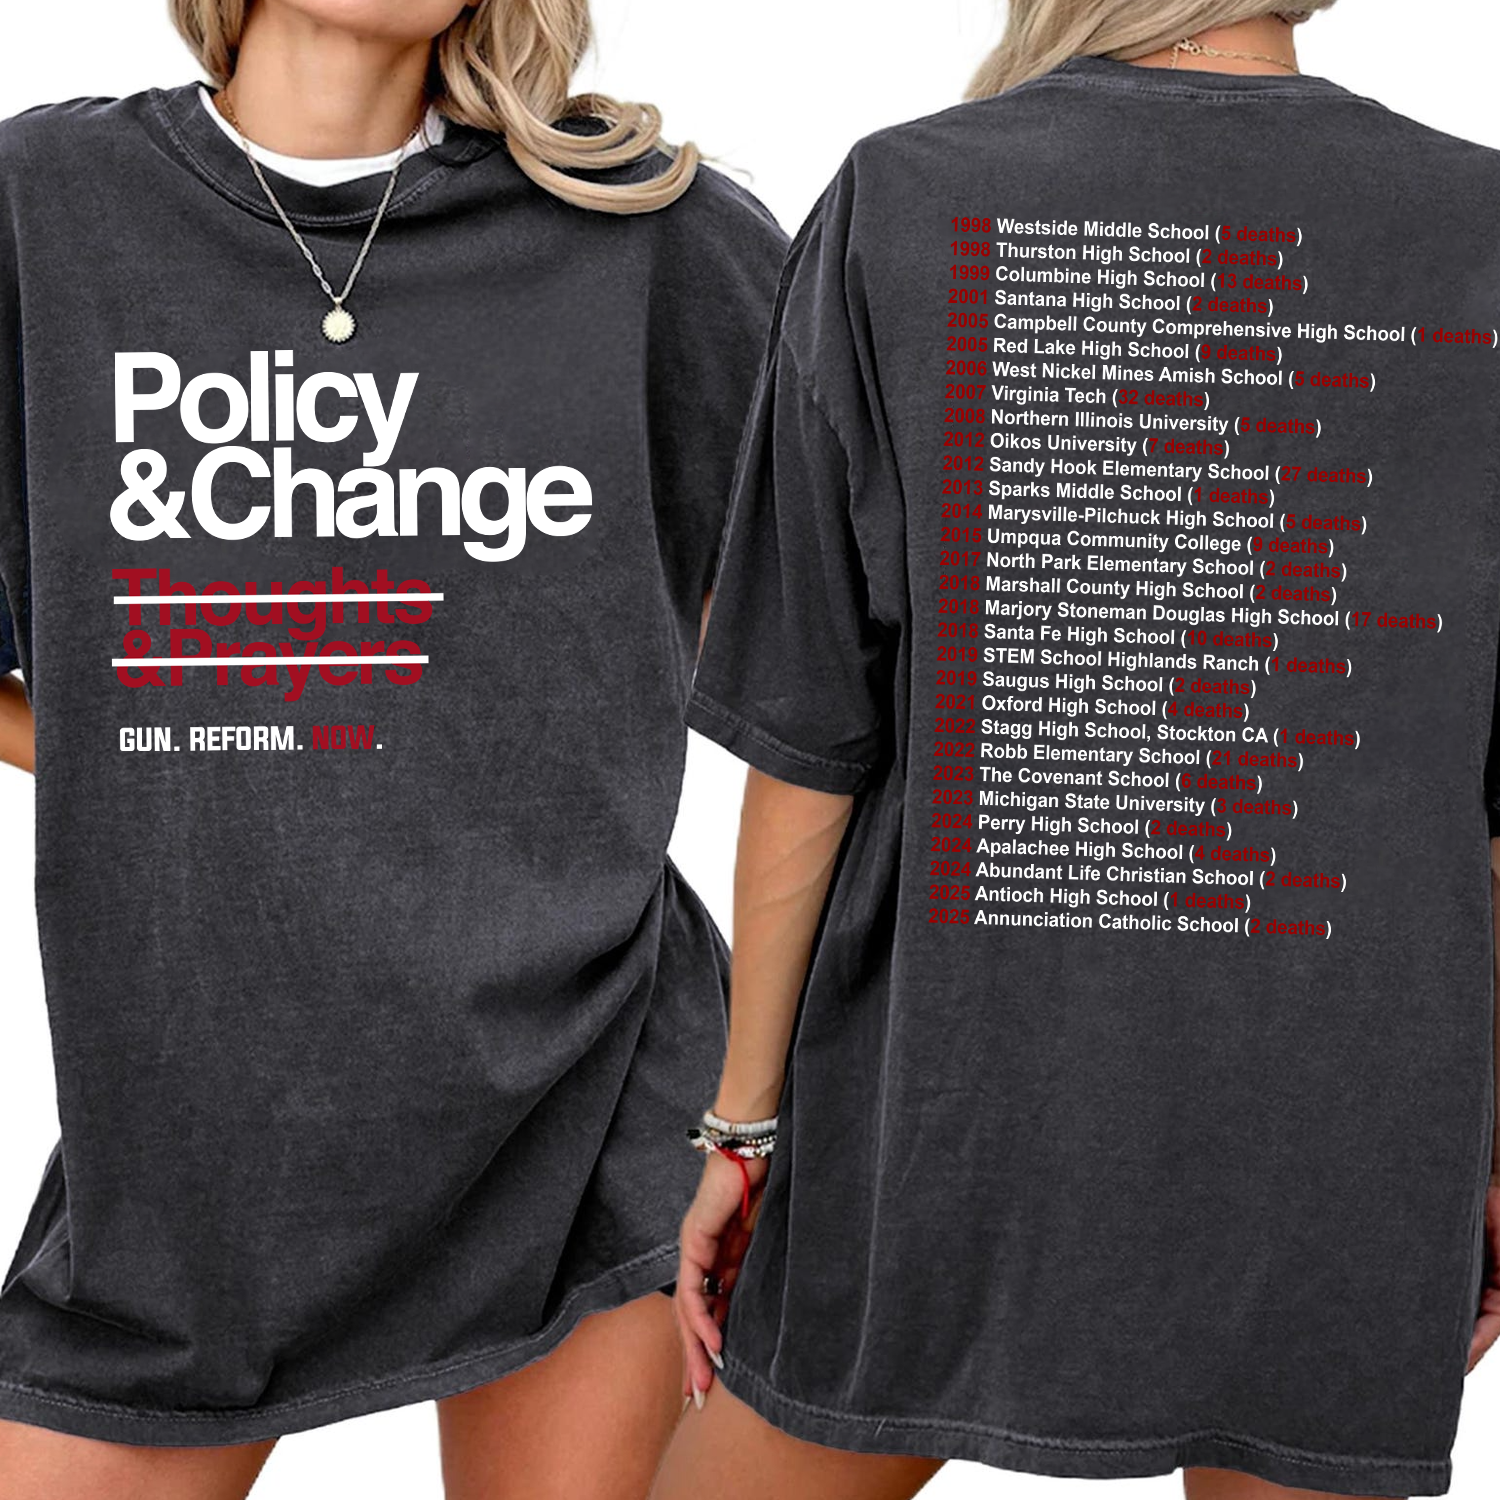 Policy
&Change
Thoughts
&Prayers
GUN. REFORM. NOW.
1998 Westside Middle School (5 deaths)
1998 Thurston High School (2 deaths)
1999 Columbine High School (13 deaths)
2001 Santana High School (2 deaths)
2005 Campbell County Comprehensive High School (1 deaths)
2005 Red Lake High School (9 deaths)
2006 West Nickel Mines Amish School (5 deaths)
2007 Virginia Tech (32 deaths)
2008 Northern Illinois University (5 deaths)
2012 Oikos University (7 deaths)
2012 Sandy Hook Elementary School (27 deaths)
2013 Sparks Middle School (1 deaths)
2014 Marysville-Pilchuck High School (5 deaths)
2015 Umpqua Community College (9 deaths)
2017 North Park Elementary School (2 deaths)
2018 Marshall County High School (2 deaths)
2018 Marjory Stoneman Douglas High School (17 deaths)
2018 Santa Fe High School (10 deaths)
2019 STEM School Highlands Ranch (1 deaths)
2019 Saugus High School (2 deaths)
2021 Oxford High School (4 deaths)
2022 Stagg High School, Stockton CA (1 deaths)
2022 Robb Elementary School (21 deaths)
2023 The Covenant School (6 deaths)
2023 Michigan State University (3 deaths)
2024 Perry High School (2 deaths)
2024 Apalachee High School (4 deaths)
2024 Abundant Life Christian School (2 deaths)
2025 Antioch High School (1 deaths)
2025 Annunciation Catholic School (2 deaths)